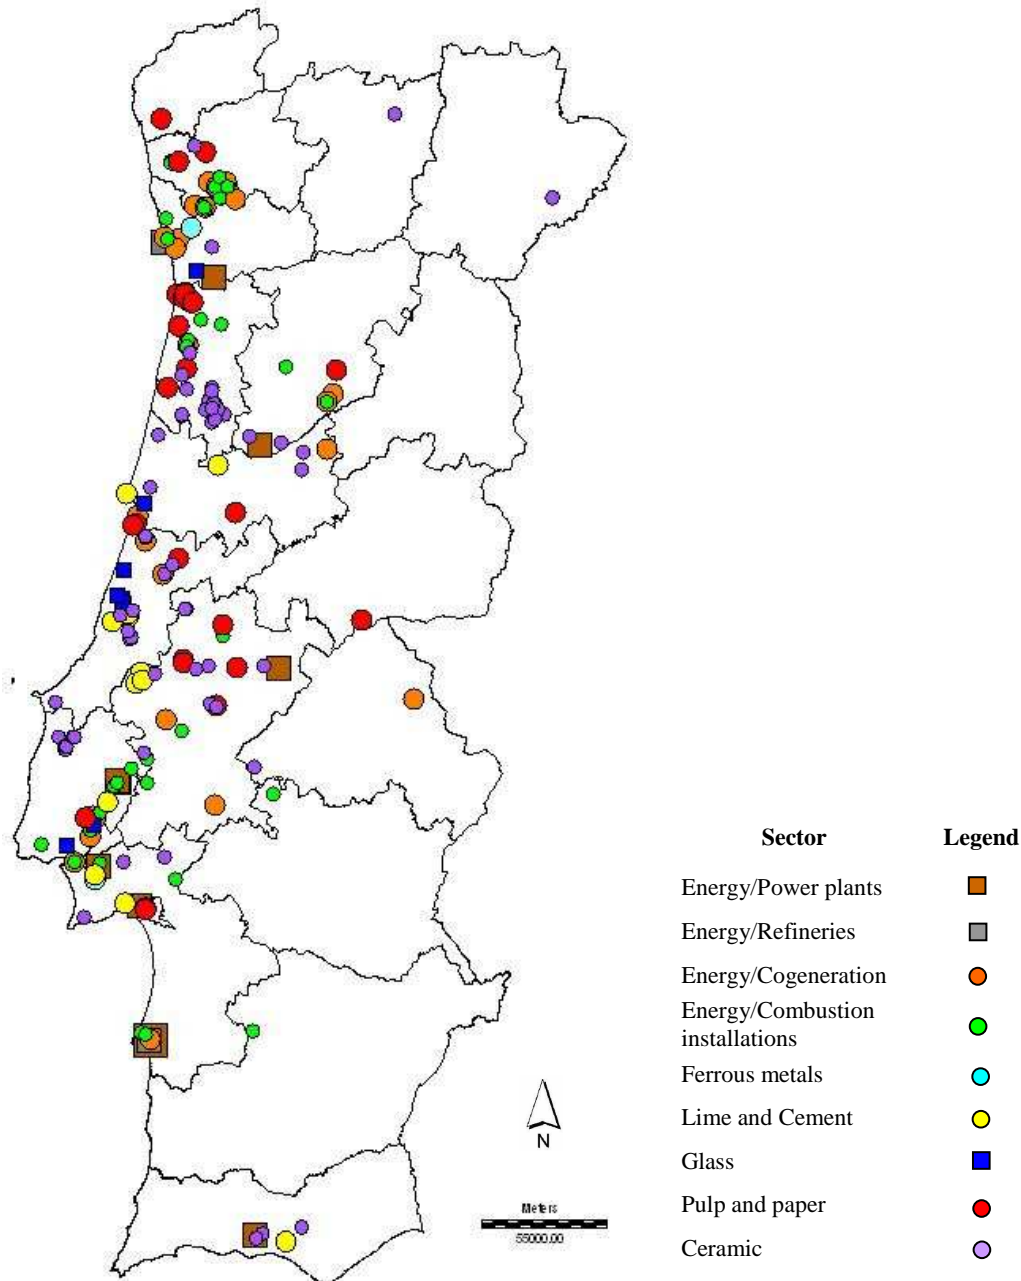 Sector Legend
Energy/Power plants
Energy/Refineries
Energy/Cogeneration
Energy/Combustion
installations
Ferrous metals
Lime and Cement
Glass
Pulp and paper
Ceramic
N
Meters
55000.00